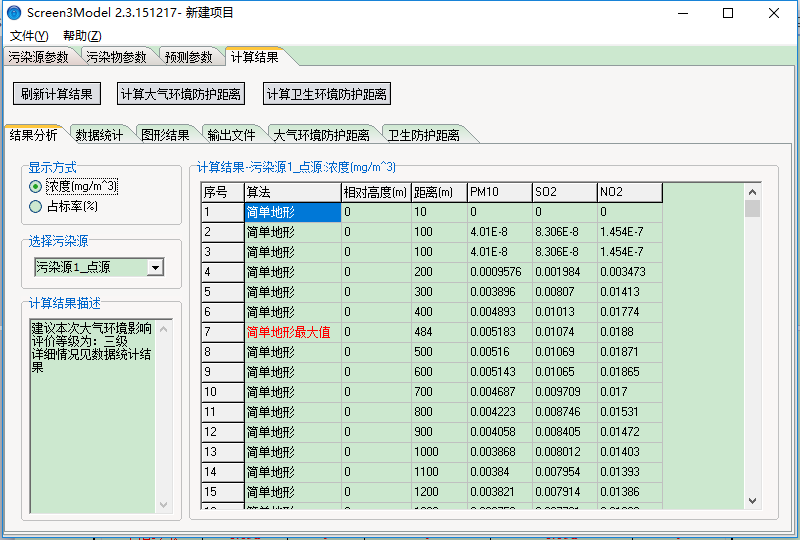 Screen3Model 2.3.151217- 新建项目
文件(Y) 帮助(Z)
污染源参数 污染物参数 预测参数 计算结果
刷新计算结果 计算大气环境防护距离 计算卫生环境防护距离
结果分析 数据统计 图形结果 输出文件 大气环境防护距离 卫生防护距离
显示方式
浓度(mg/m^3)
占标率(%)
选择污染源
污染源1_点源
计算结果描述
建议本次大气环境影响
评价等级为：三级
详细情况见数据统计结
果
计算结果--污染源1_点源:浓度(mg/m^3)
序号 算法 相对高度(m) 距离(m) PM10 SO2 NO2
1 简单地形 0 10 0 0 0
2 简单地形 0 100 4.01E-8 8.306E-8 1.454E-7
3 简单地形 0 100 4.01E-8 8.306E-8 1.454E-7
4 简单地形 0 200 0.0009576 0.001984 0.003473
5 简单地形 0 300 0.003896 0.00807 0.01413
6 简单地形 0 400 0.004893 0.01013 0.01774
7 简单地形最大值 0 484 0.005183 0.01074 0.0188
8 简单地形 0 500 0.00516 0.01069 0.01871
9 简单地形 0 600 0.005143 0.01065 0.01865
10 简单地形 0 700 0.004687 0.009709 0.017
11 简单地形 0 800 0.004223 0.008746 0.01531
12 简单地形 0 900 0.004058 0.008405 0.01472
13 简单地形 0 1000 0.003868 0.008012 0.01403
14 简单地形 0 1100 0.00384 0.007954 0.01393
15 简单地形 0 1200 0.003821 0.007914 0.01386